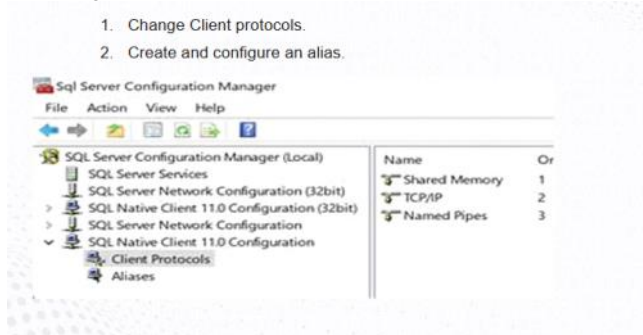 1. Change Client protocols.
2. Create and configure an alias.
Sql Server Configuration Manager
File Action View Help
SQL Server Configuration Manager (Local)
SQL Server Services
SQL Server Network Configuration (32bit)
SQL Native Client 11.0 Configuration (32bit)
SQL Server Network Configuration
SQL Native Client 11.0 Configuration
Client Protocols
Aliases
Name Or
Shared Memory 1
TCP/IP 2
Named Pipes 3